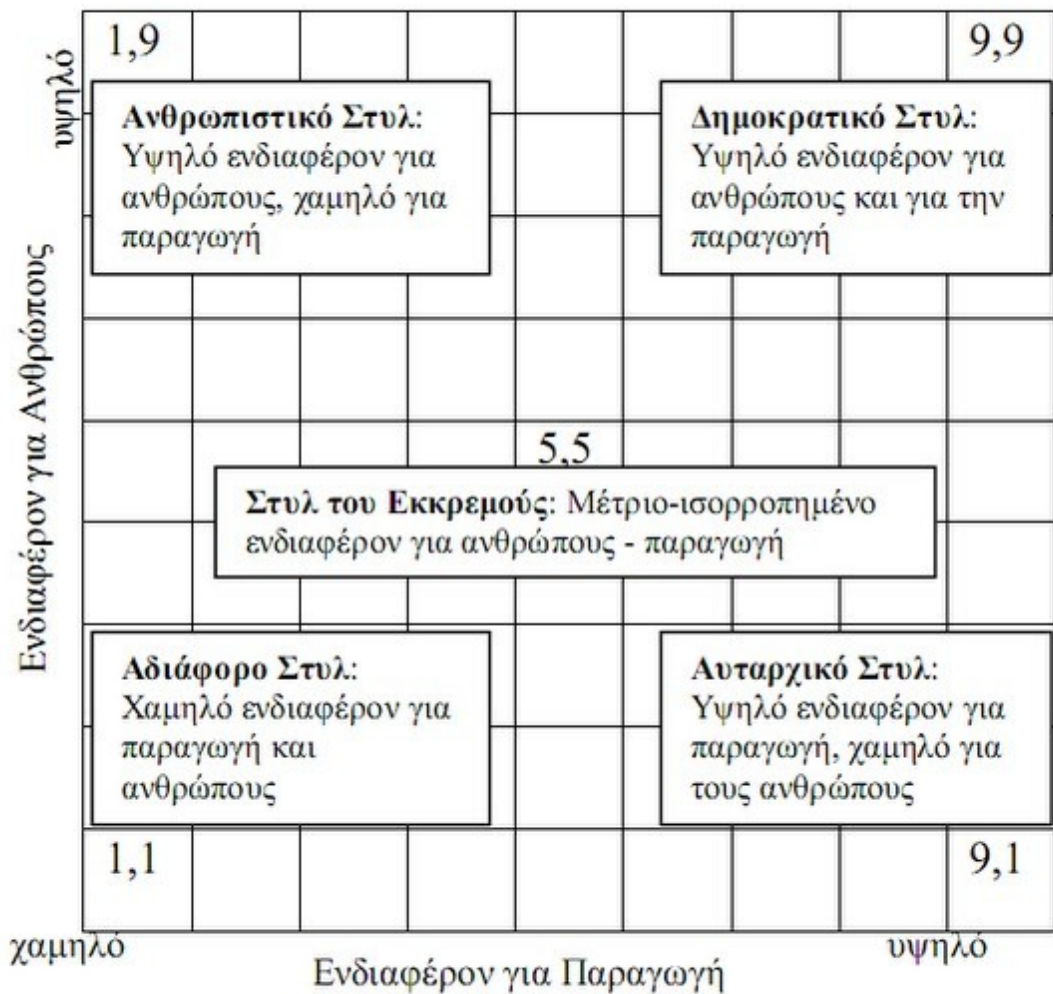 1,9
9,9
υψηλό
Ανθρωπιστικό Στυλ:
Υψηλό ενδιαφέρον για
ανθρώπους, χαμηλό για
παραγωγή
Δημοκρατικό Στυλ:
Υψηλό ενδιαφέρον για
ανθρώπους και για την
παραγωγή
Ενδιαφέρον για Ανθρώπους
5,5
Στυλ του Εκκρεμούς: Μέτριο-ισορροπημένο
ενδιαφέρον για ανθρώπους - παραγωγή
Αδιάφορο Στυλ:
Χαμηλό ενδιαφέρον για
παραγωγή και
ανθρώπους
Αυταρχικό Στυλ:
Υψηλό ενδιαφέρον για
παραγωγή, χαμηλό για
τους ανθρώπους
1,1
9,1
χαμηλό
υψηλό
Ενδιαφέρον για Παραγωγή